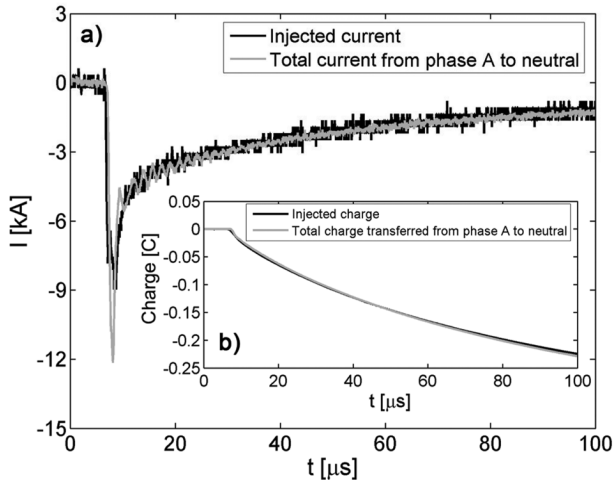 a)
Injected current
Total current from phase A to neutral
I [kA]
3
0
-3
-6
-9
-12
-15
0
20
40
60
80
100
t [μs]
b)
Injected charge
Total charge transferred from phase A to neutral
Charge [C]
0.05
0
-0.05
-0.1
-0.15
-0.2
-0.25
0
20
40
60
80
100
t [μs]